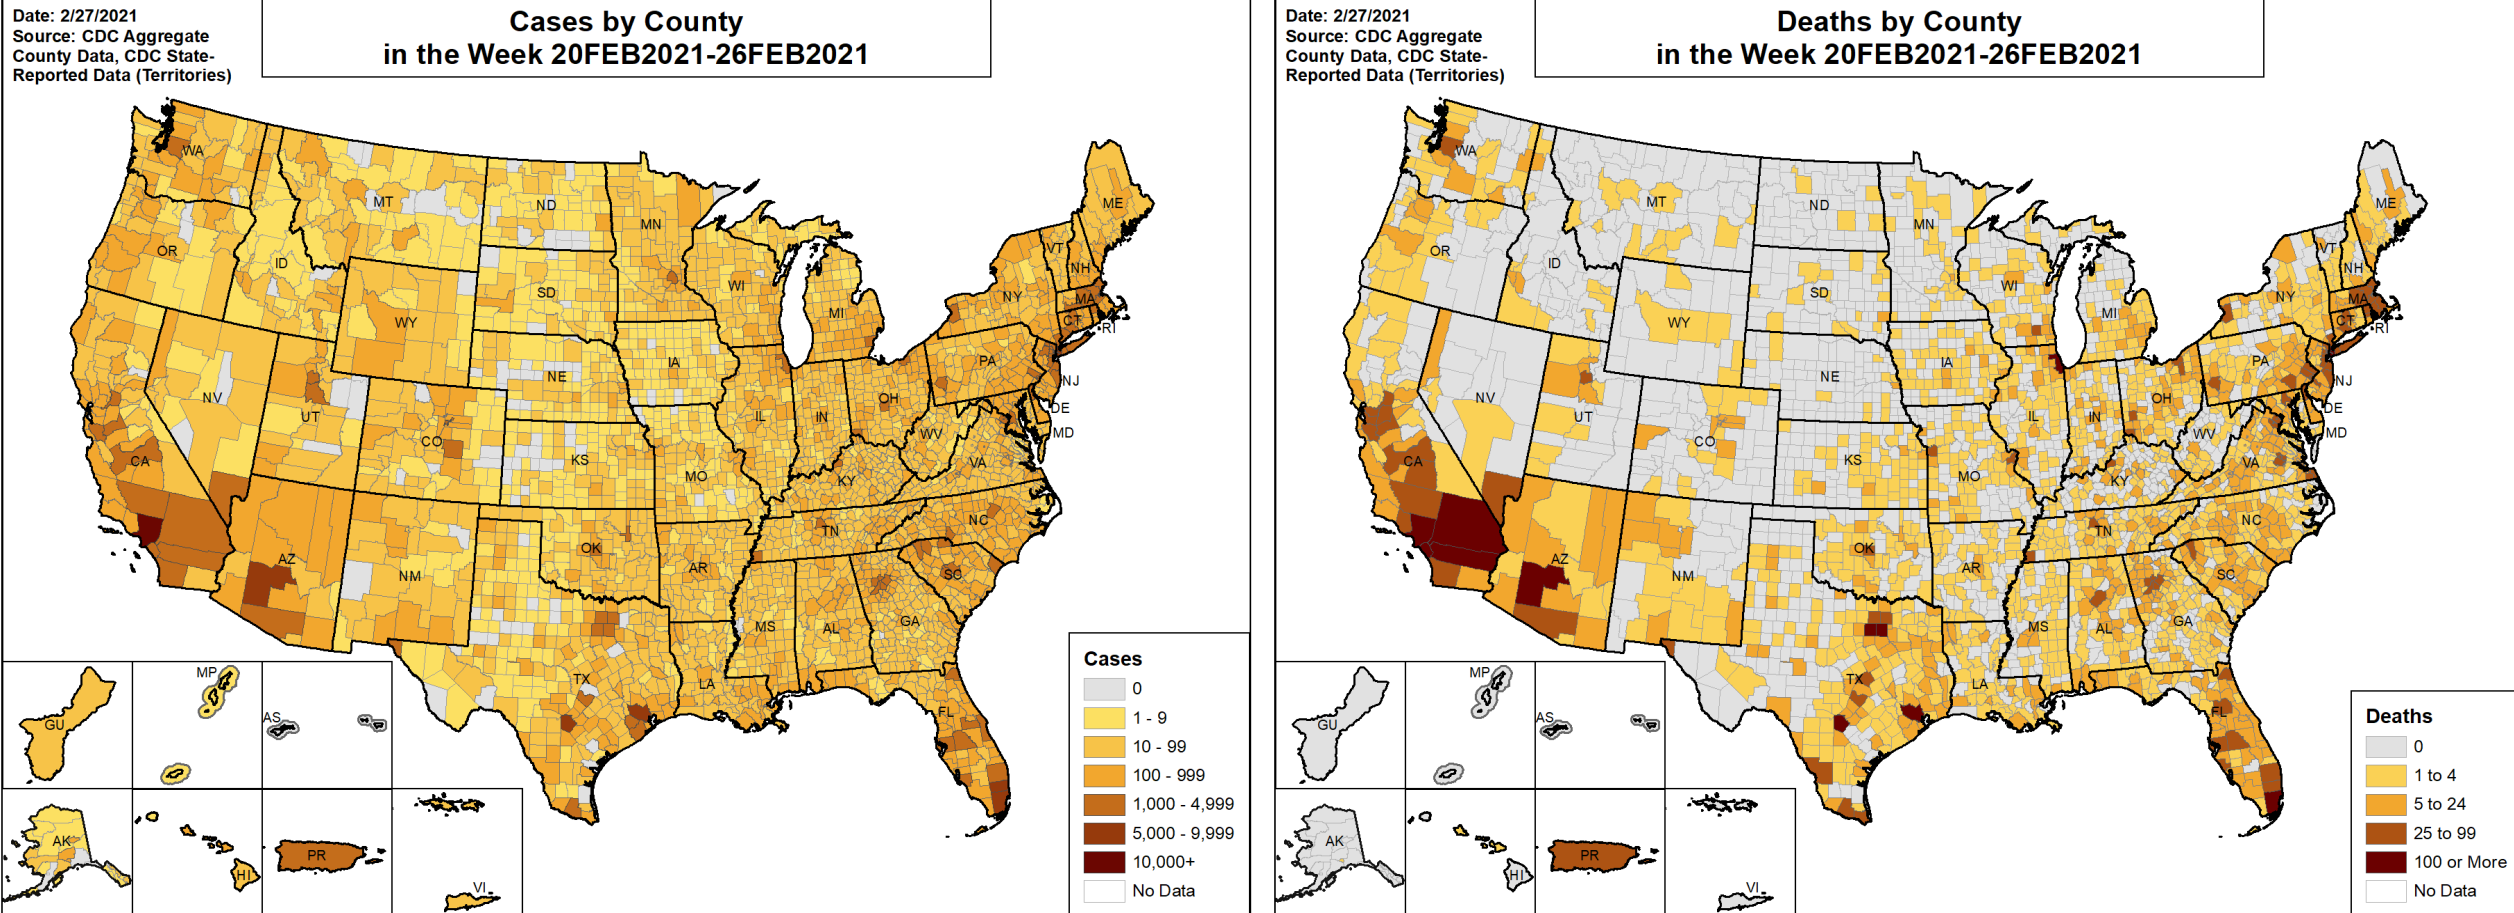 Date: 2/27/2021
Source: CDC Aggregate
County Data, CDC State-
Reported Data (Territories)
Cases by County
in the Week 20FEB2021-26FEB2021
WA
MT
ND
MN
OR
ID
SD
WI
MI
WY
NV
UT
CO
NE
IA
KS
MO
IL
IN
OH
PA
NY
VT
NH
ME
MA
CT
RI
NJ
DE
MD
WV
VA
KY
CA
AZ
NM
OK
AR
TN
NC
SC
MS
AL
GA
TX
LA
FL
GU
MP
AS
AK
HI
PR
VI
Cases
0
1 - 9
10 - 99
100 - 999
1,000 - 4,999
5,000 - 9,999
10,000+
No Data
Date: 2/27/2021
Source: CDC Aggregate
County Data, CDC State-
Reported Data (Territories)
Deaths by County
in the Week 20FEB2021-26FEB2021
WA
MT
ND
MN
OR
ID
SD
WI
MI
WY
NV
UT
CO
NE
IA
KS
MO
IL
IN
OH
PA
NY
VT
NH
ME
MA
CT
RI
NJ
DE
MD
WV
VA
KY
CA
AZ
NM
OK
AR
TN
NC
SC
MS
AL
GA
TX
LA
FL
GU
MP
AS
AK
HI
PR
VI
Deaths
0
1 to 4
5 to 24
25 to 99
100 or More
No Data